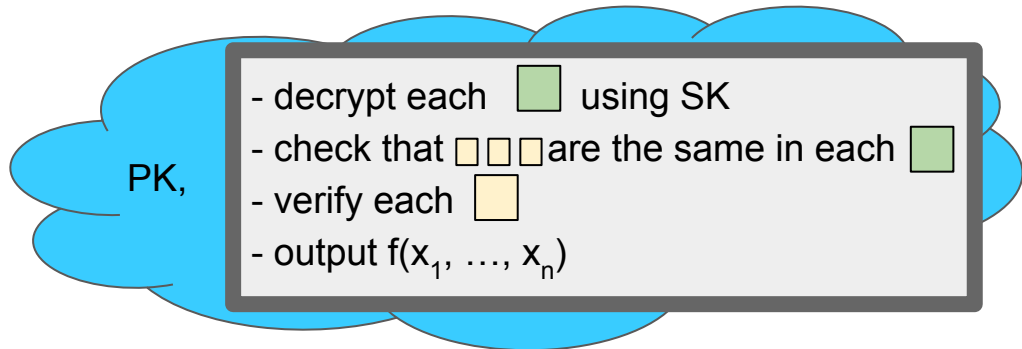 - decrypt each using SK
- check that are the same in each
PK,
- verify each
- output f(x₁, …, xₙ)